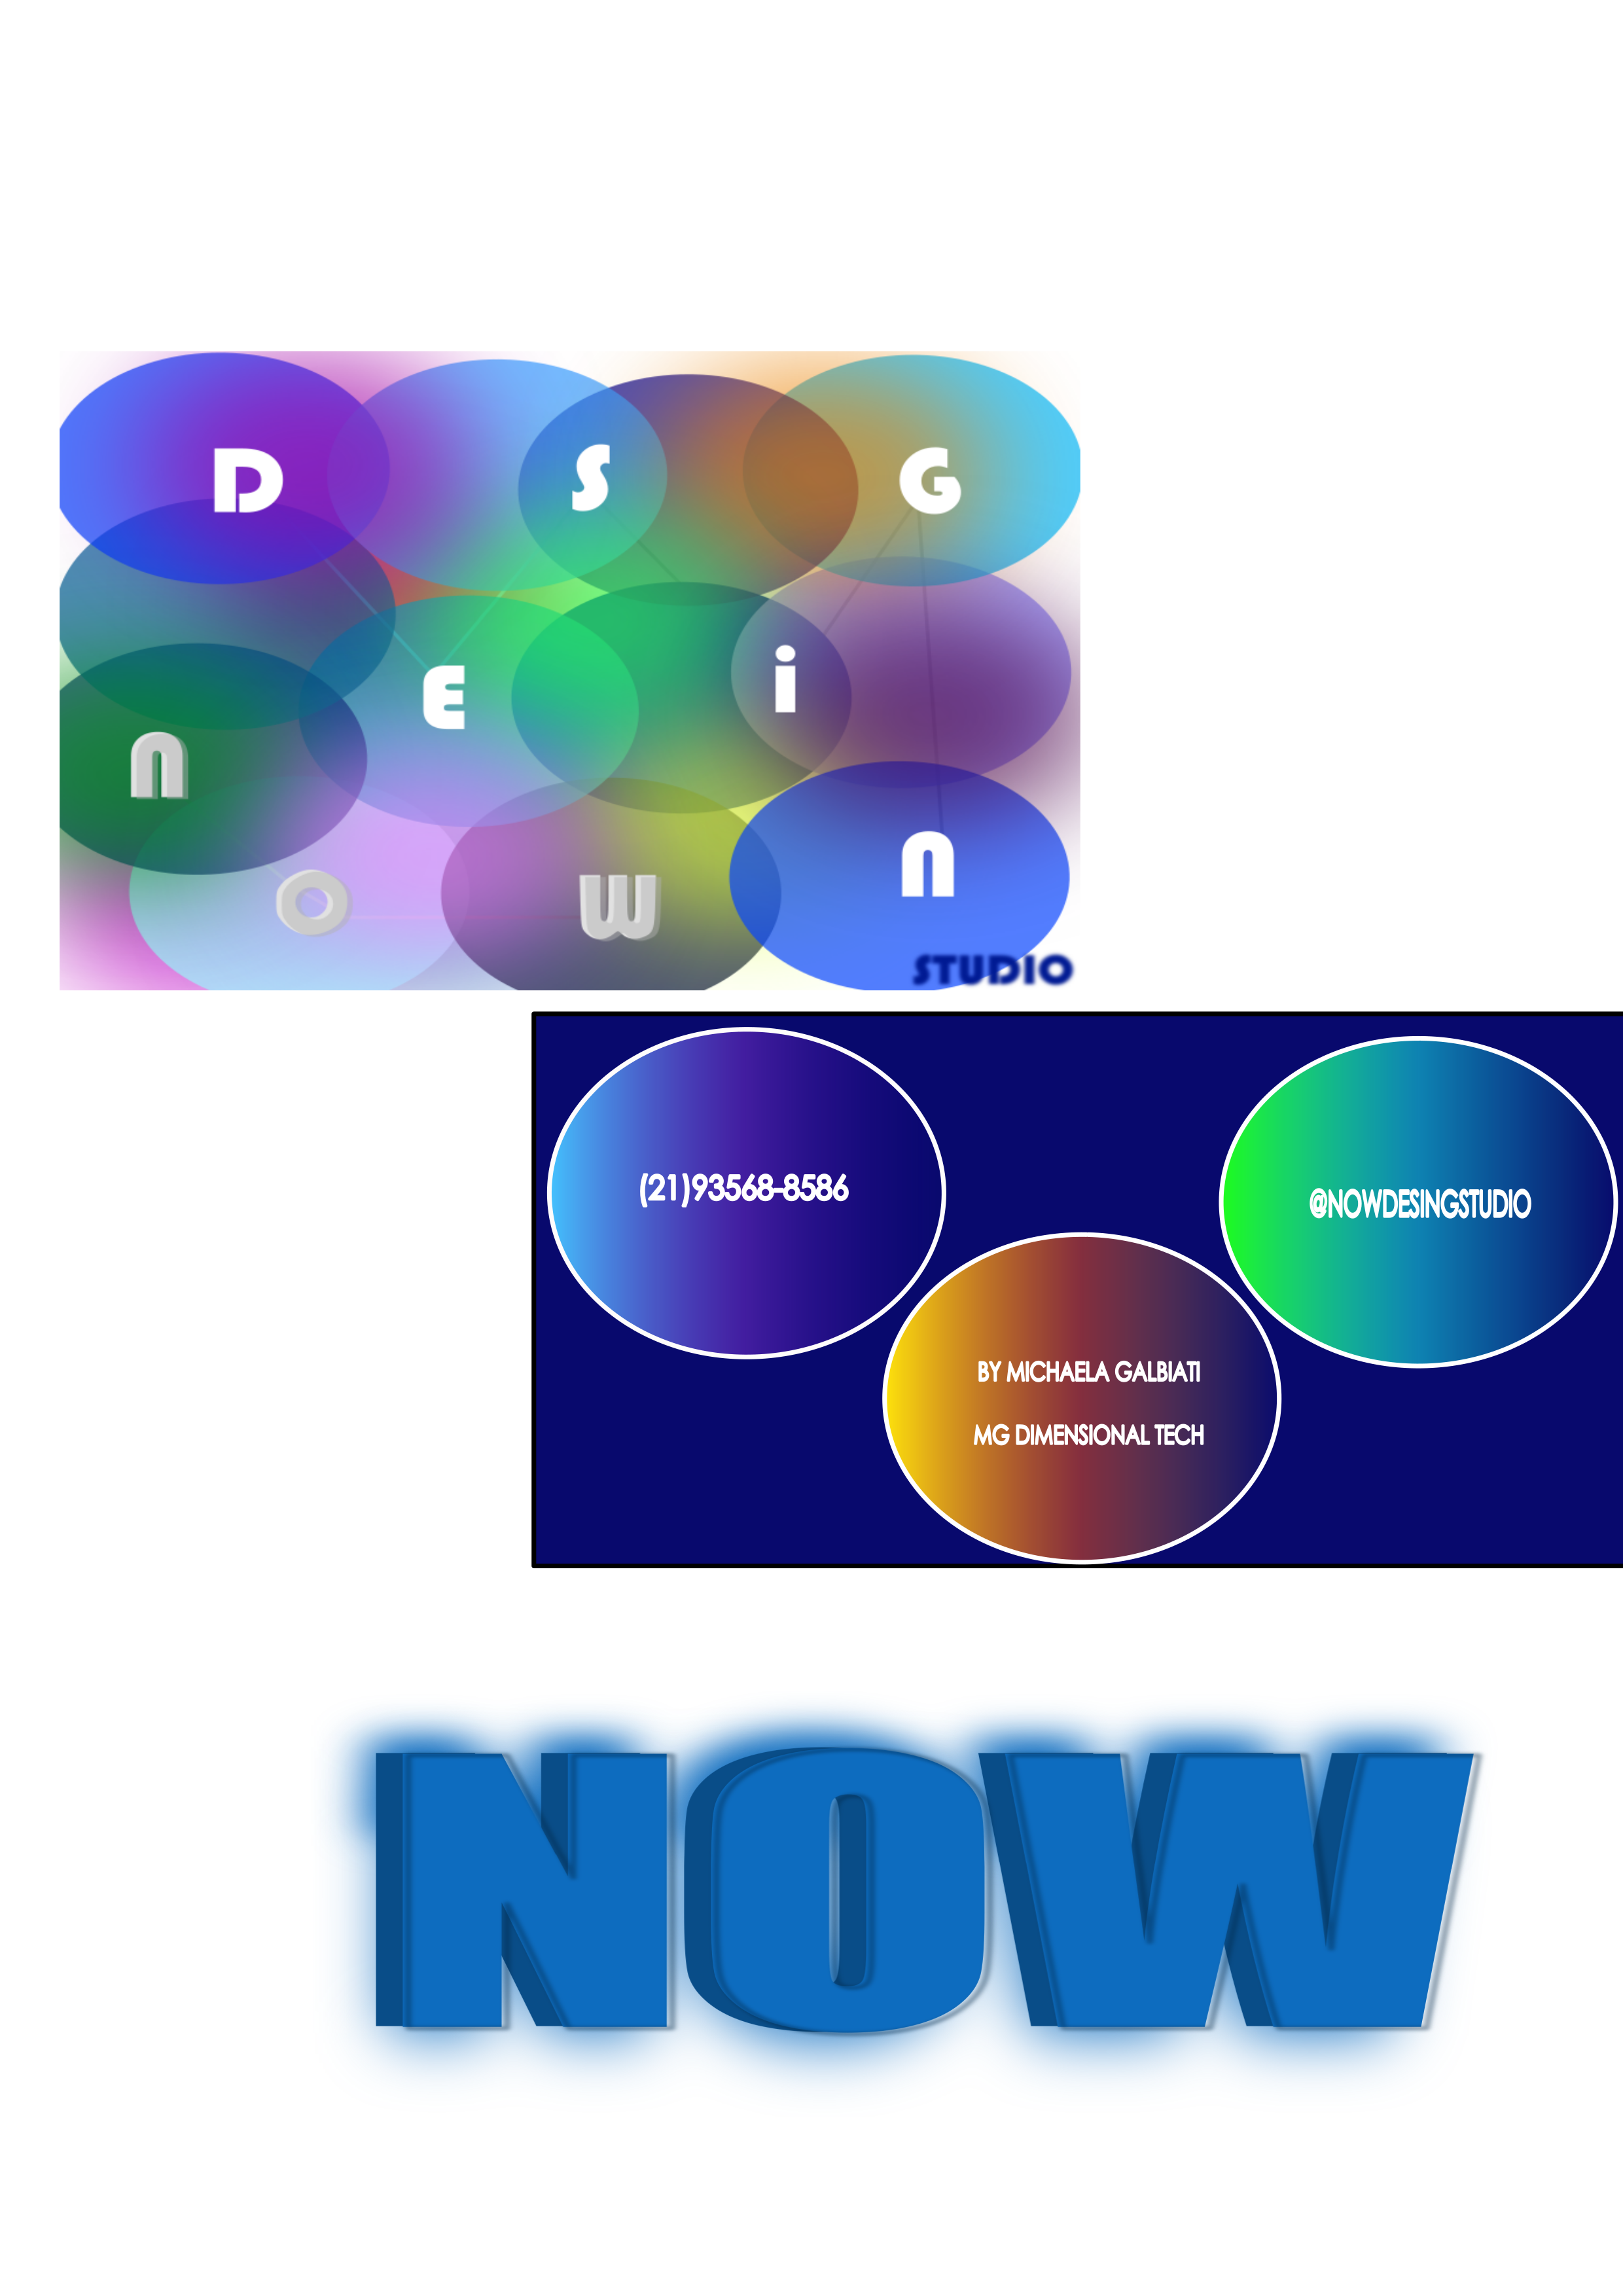 D S G
E i
n n
o w
STUDIO
(21)93568-8586
@NOWDESINGSTUDIO
BY MICHAELA GALBIATI
MG DIMENSIONAL TECH
NOW